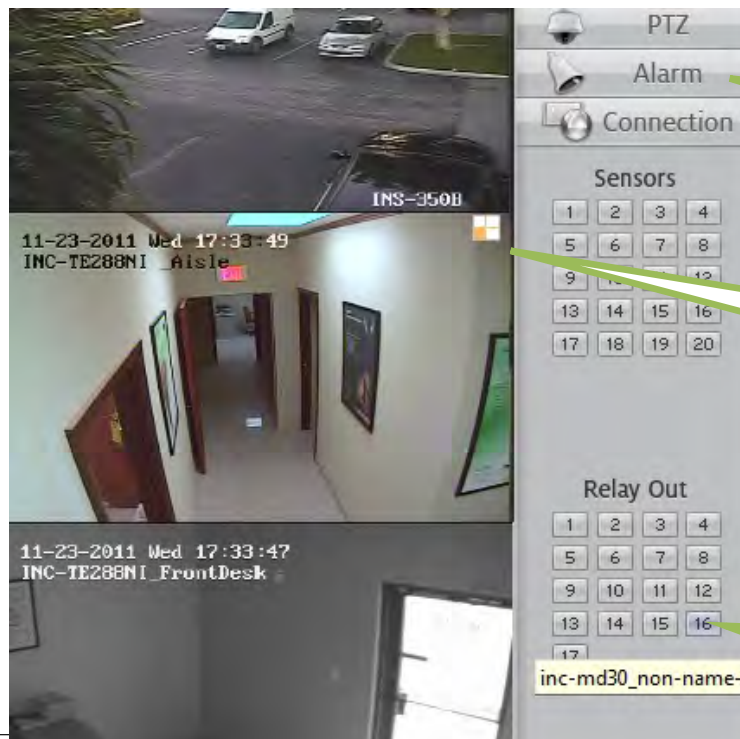 PTZ
Alarm
Connection
INS-350B
11-23-2011 Wed 17:33:49
INC-TE288NI _Aisle
11-23-2011 Wed 17:33:47
INC-TE288NI_FrontDesk
Sensors
1 2 3 4
5 6 7 8
9 10 12
13 14 15 16
17 18 19 20
Relay Out
1 2 3 4
5 6 7 8
9 10 11 12
13 14 15 16
17
inc-md30_non-name-